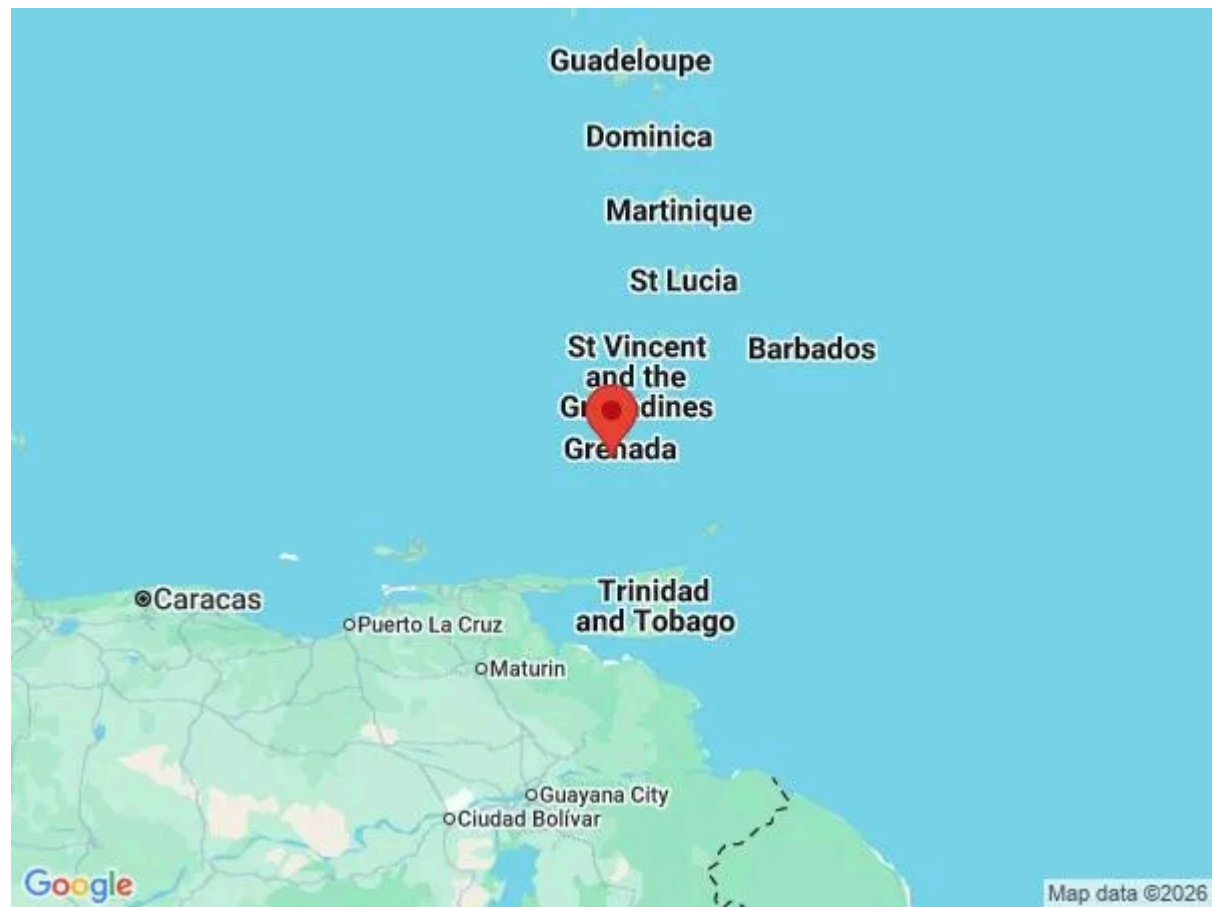 Guadeloupe
Dominica
Martinique
St Lucia
St Vincent
and the
Barbados
Grenada
Trinidad
and Tobago
Caracas
Puerto La Cruz
Maturin
Guayana City
Ciudad Bolívar
Google
Map data ©2026